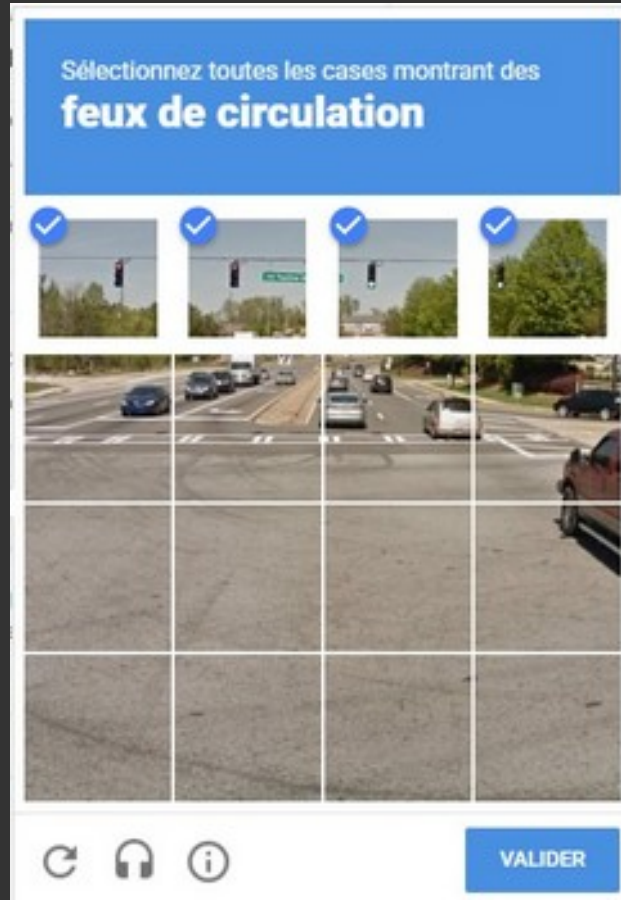 Sélectionnez toutes les cases montrant des
feux de circulation
VALIDER